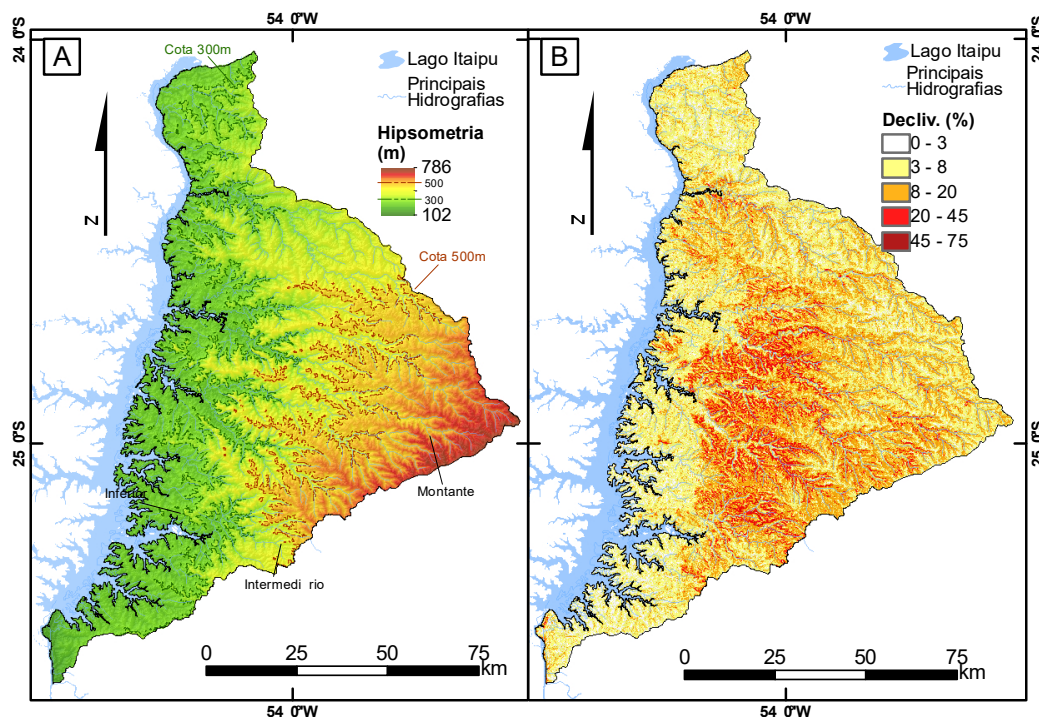 54 0°W
54 0°W
24 0°S
24 0°S
A
Cota 300m
Lago Itaipu
Principais
Hidrografias
Hipsometria
(m)
786
500
300
102
Z
Cota 500m
25 0°S
Montante
Inferior
Intermedi rio
0 25 50 75
km
54 0°W
B
Lago Itaipu
Principais
Hidrografias
Decliv. (%)
0 - 3
3 - 8
8 - 20
20 - 45
45 - 75
Z
25 0°S
0 25 50 75
km
54 0°W